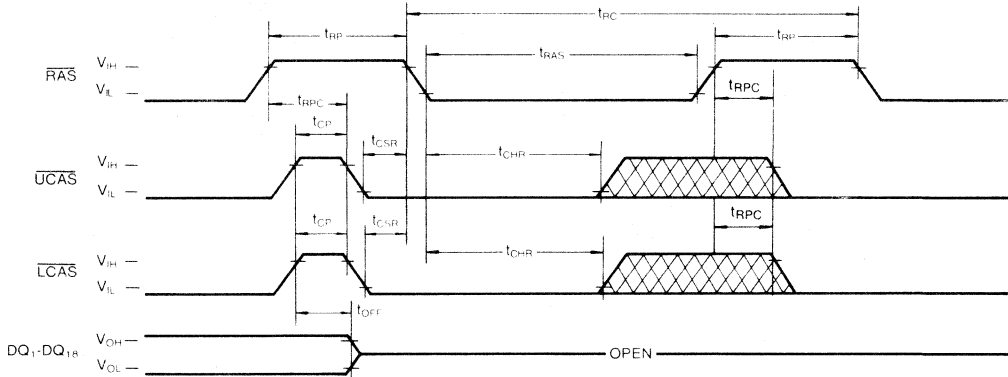 tRC
tRP
tRP
tRAS
RAS
VIH
VIL
tRPC
tRPC
tCP
tCSR
tCHR
UCAS
VIH
VIL
tRPC
tCP
tCSR
tCHR
LCAS
VIH
VIL
tOFF
DQ1-DQ18
VOH
VOL
OPEN